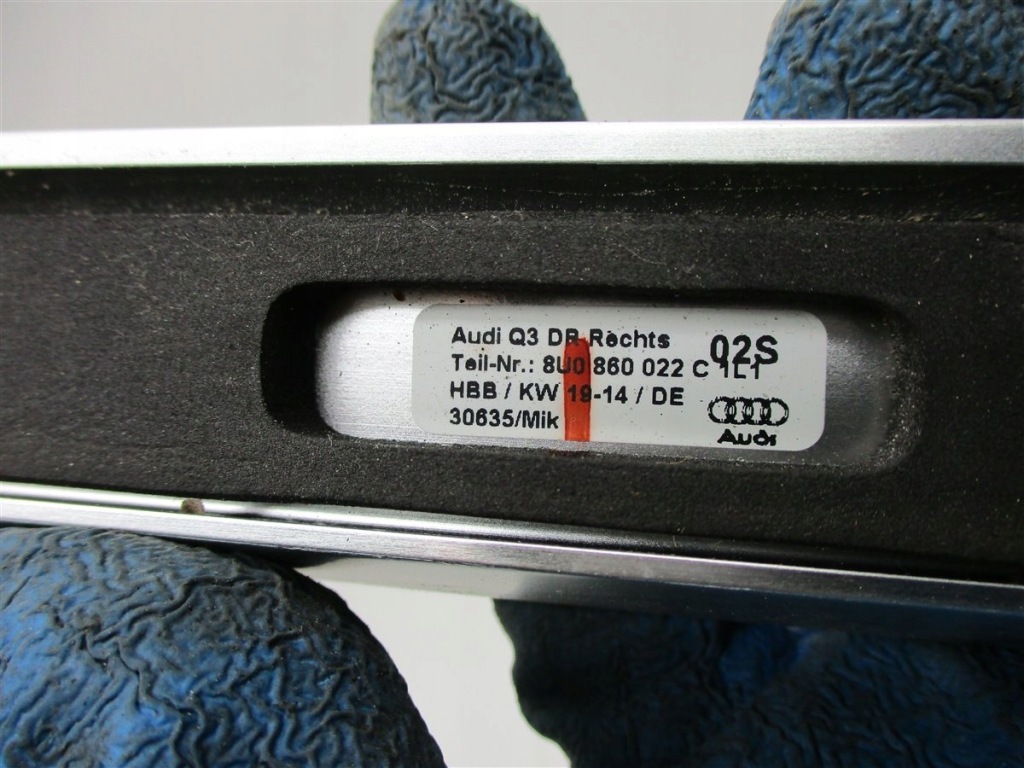 Audi Q3 DR Rechts 02S
Teil-Nr.: 8U0 860 022 C 1L1
HBB / KW 19-14 / DE
30635/Mik
Audi